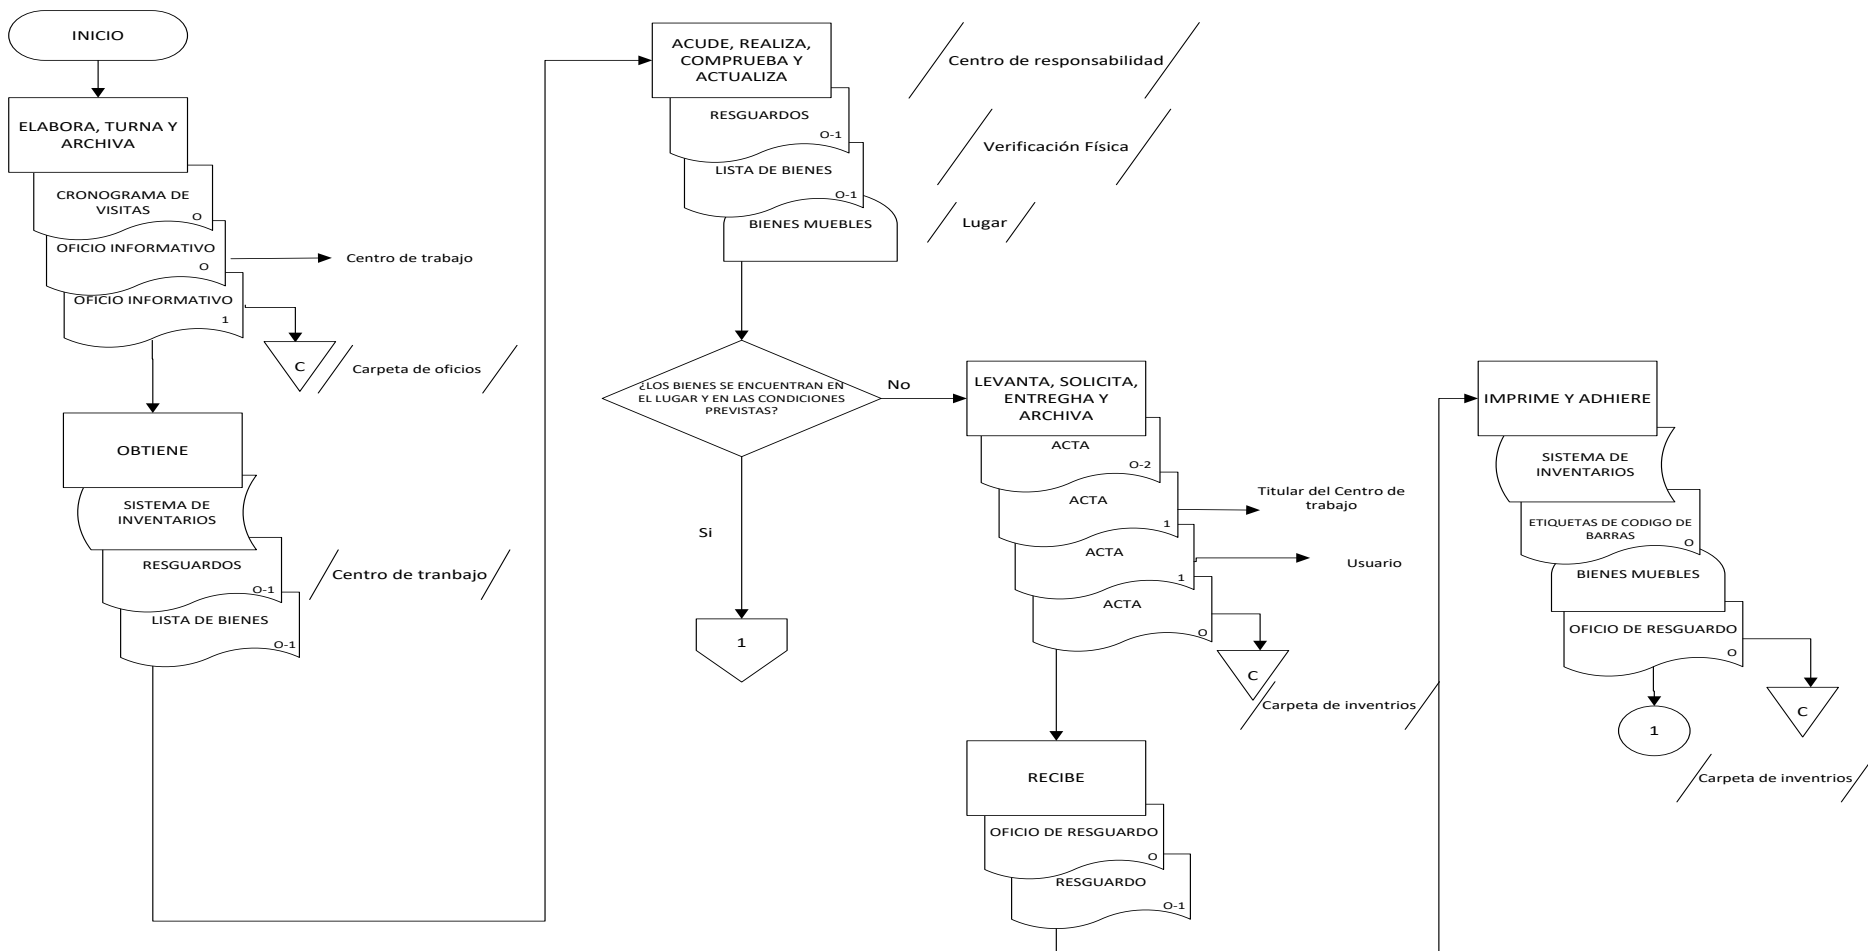 INICIO
ELABORA, TURNA Y
ARCHIVA
CRONOGRAMA DE
VISITAS
O
OFICIO INFORMATIVO
O
Centro de trabajo
OFICIO INFORMATIVO
1
C
Carpeta de oficios
OBTIENE
SISTEMA DE
INVENTARIOS
RESGUARDOS
O-1
Centro de tranbajo
LISTA DE BIENES
O-1
ACUDE, REALIZA,
COMPRUEBA Y
ACTUALIZA
Centro de responsabilidad
RESGUARDOS
O-1
Verificación Física
LISTA DE BIENES
O-1
BIENES MUEBLES
Lugar
¿LOS BIENES SE ENCUENTRAN EN
EL LUGAR Y EN LAS CONDICIONES
PREVISTAS?
No
Si
1
LEVANTA, SOLICITA,
ENTREGHA Y
ARCHIVA
ACTA
O-2
ACTA
1
Titular del Centro de
trabajo
ACTA
1
Usuario
ACTA
O
C
Carpeta de inventrios
RECIBE
OFICIO DE RESGUARDO
O
RESGUARDO
O-1
IMPRIME Y ADHIERE
SISTEMA DE
INVENTARIOS
ETIQUETAS DE CODIGO DE
BARRAS
O
BIENES MUEBLES
OFICIO DE RESGUARDO
O
1
C
Carpeta de inventrios